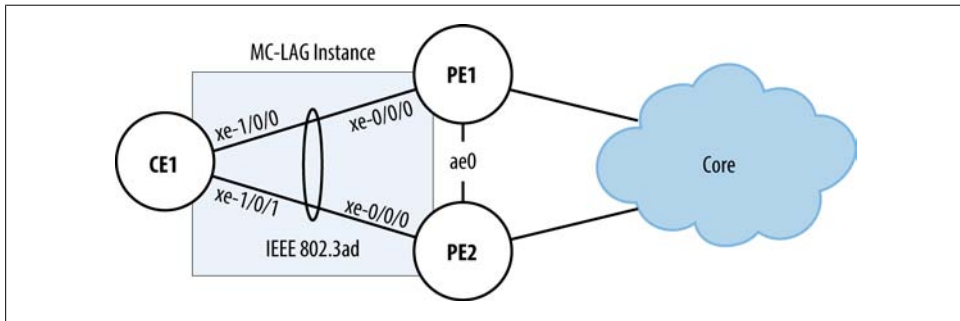 MC-LAG Instance
PE1
xe-1/0/0
xe-0/0/0
CE1
ae0
Core
xe-1/0/1
xe-0/0/0
IEEE 802.3ad
PE2